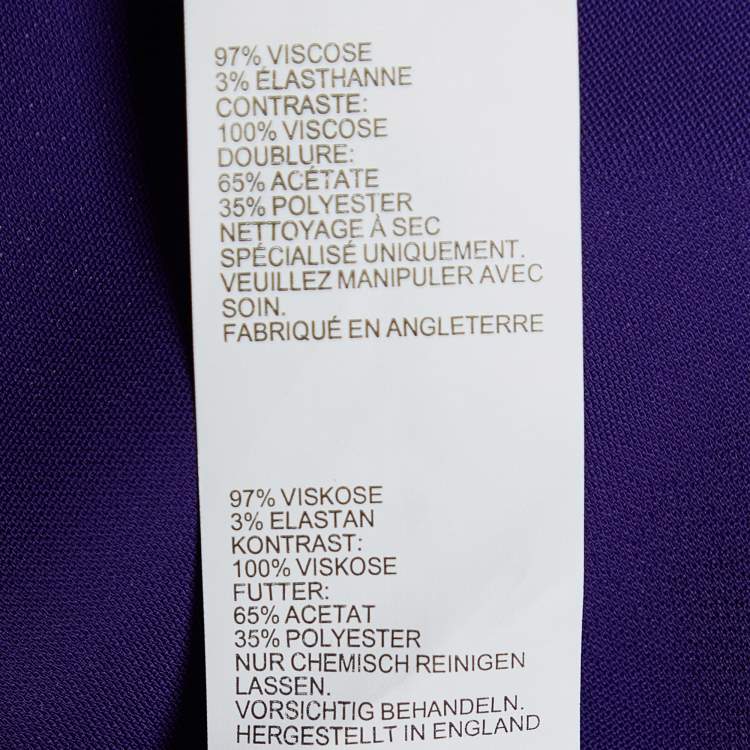 97% VISCOSE
3% ÉLASTHANNE
CONTRASTE:
100% VISCOSE
DOUBLURE:
65% ACÉTATE
35% POLYESTER
NETTOYAGE À SEC
SPÉCIALISÉ UNIQUEMENT.
VEUILLEZ MANIPULER AVEC
SOIN.
FABRIQUÉ EN ANGLETERRE
97% VISKOSE
3% ELASTAN
KONTRAST:
100% VISKOSE
FUTTER:
65% ACETAT
35% POLYESTER
NUR CHEMISCH REINIGEN
LASSEN.
VORSICHTIG BEHANDELN.
HERGESTELLT IN ENGLAND